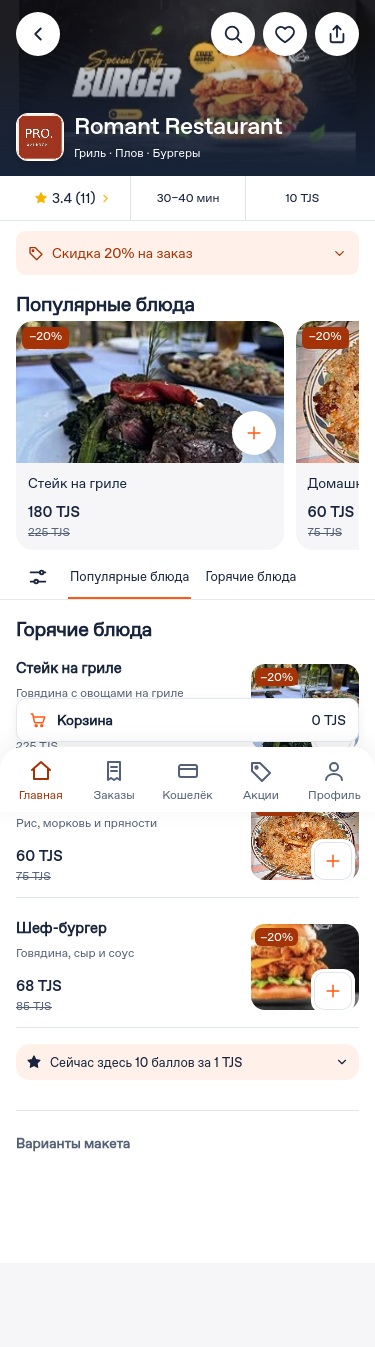 Special Tasty
BURGER
PRO.
Romant Restaurant
Гриль · Плов · Бургеры
3.4 (11)
30–40 мин
10 TJS
Скидка 20% на заказ
Популярные блюда
–20%
–20%
Стейк на гриле
180 TJS
225 TJS
Домашн
60 TJS
75 TJS
Популярные блюда
Горячие блюда
Горячие блюда
Стейк на гриле
Говядина с овощами на гриле
–20%
Корзина
0 TJS
225 TJS
Главная
Заказы
Кошелёк
Акции
Профиль
Рис, морковь и пряности
60 TJS
75 TJS
Шеф-бургер
Говядина, сыр и соус
68 TJS
85 TJS
–20%
Сейчас здесь 10 баллов за 1 TJS
Варианты макета